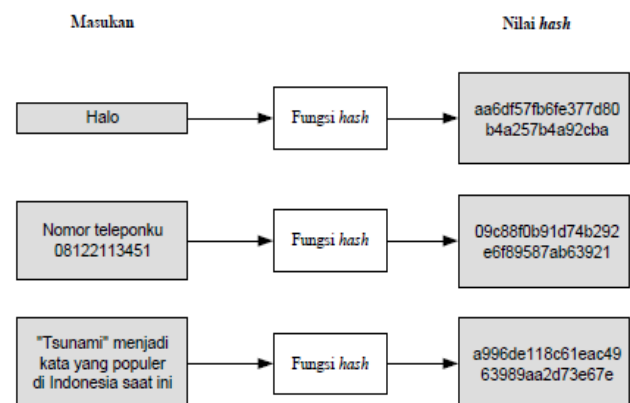 Masukan
Nilai hash
Halo
Fungsi hash
aa6df57fb6fe377d80
b4a257b4a92cba
Nomor teleponku
08122113451
Fungsi hash
09c88f0b91d74b292
e6f89587ab63921
"Tsunami" menjadi
kata yang populer
di Indonesia saat ini
Fungsi hash
a996de118c61eac49
63989aa2d73e67e